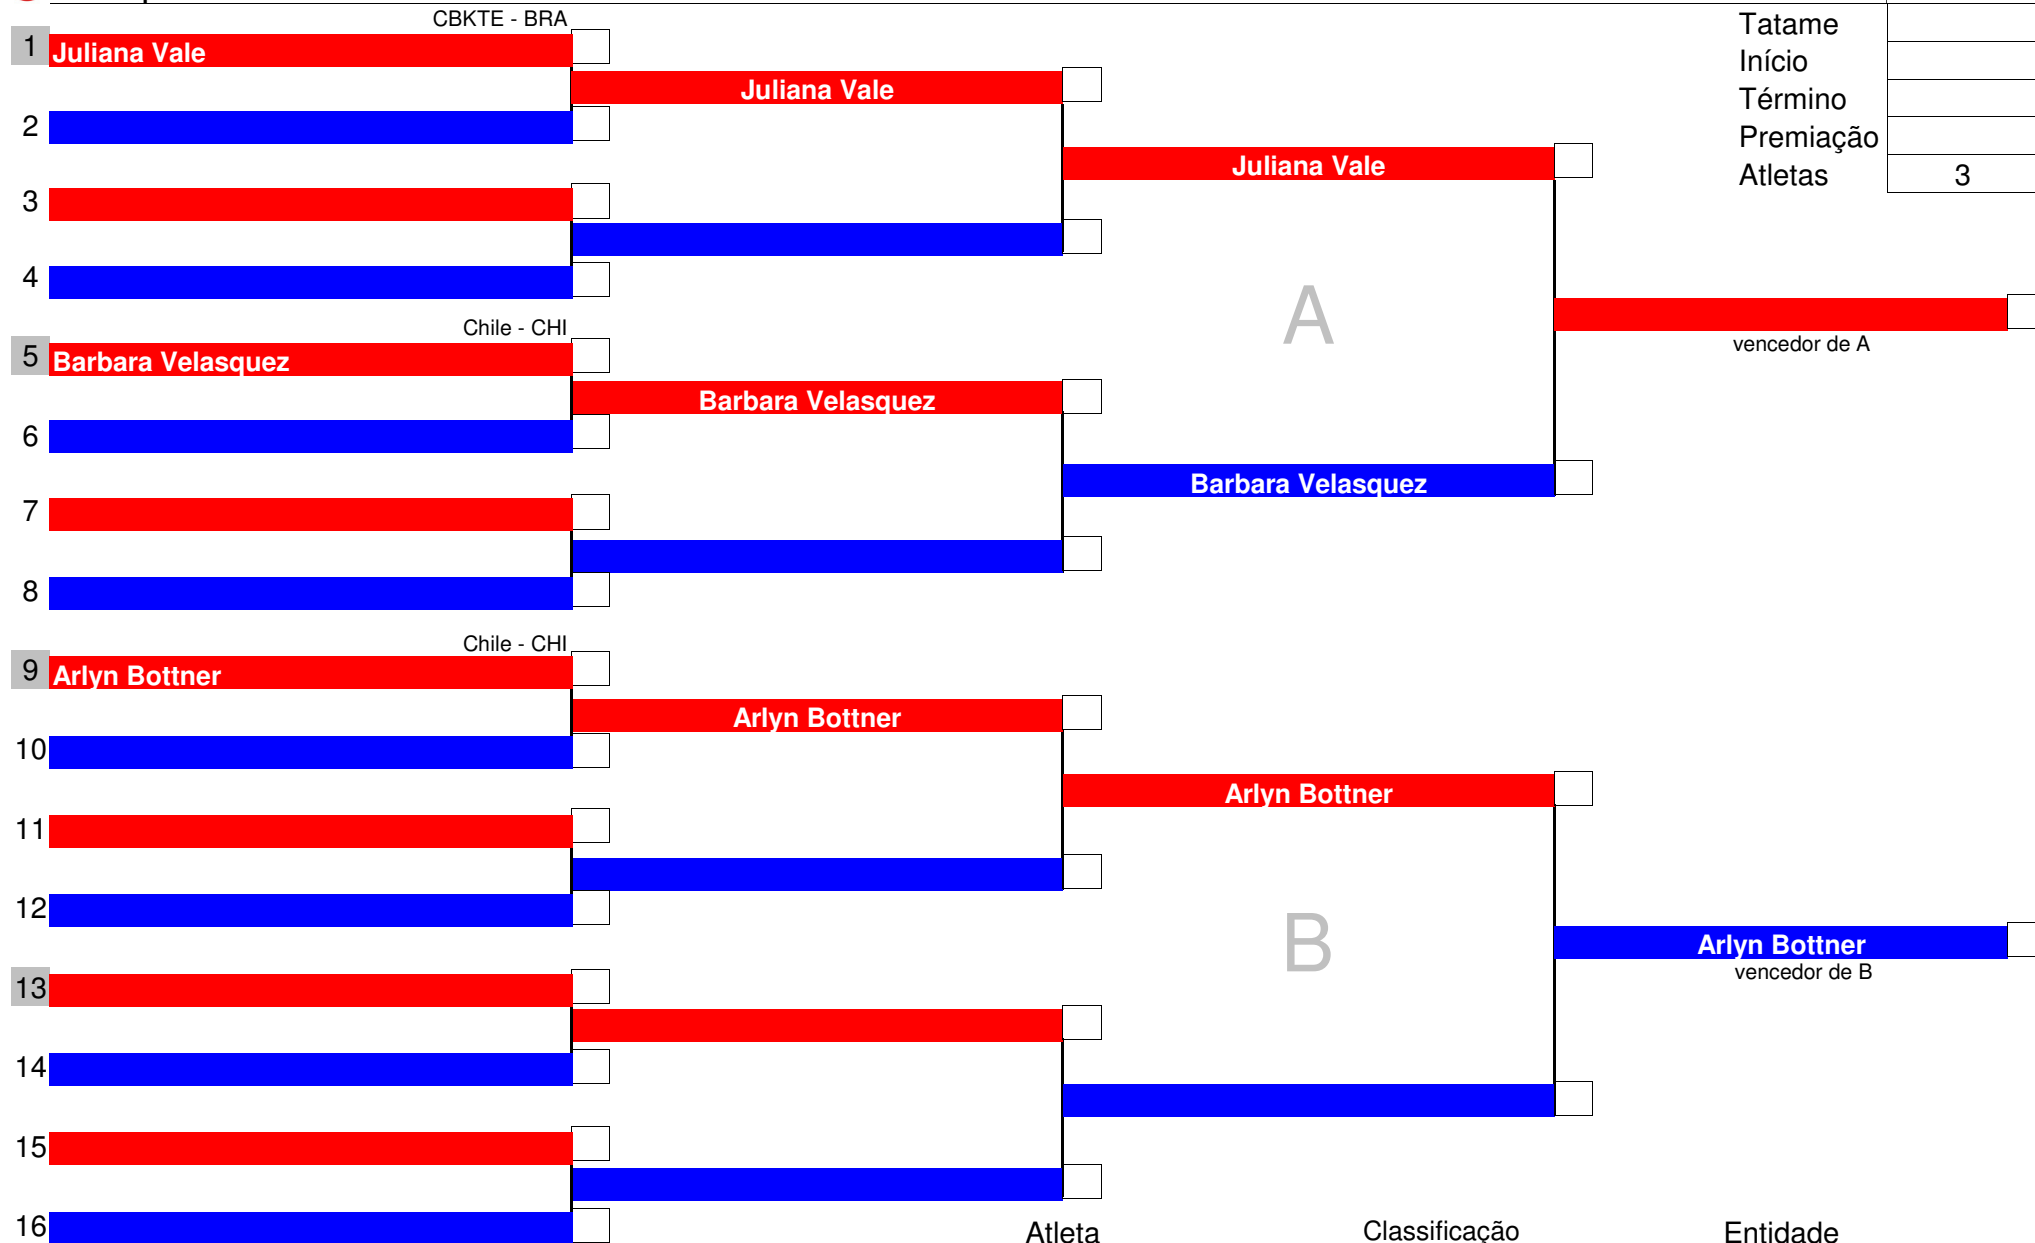 CBKTE - BRA
Tatame
1 Juliana Vale
Início
Juliana Vale
Término
2
Premiação
Juliana Vale
Atletas 3
3
4
A
Chile - CHI
vencedor de A
5 Barbara Velasquez
Barbara Velasquez
6
Barbara Velasquez
7
8
Chile - CHI
9 Arlyn Bottner
Arlyn Bottner
10
Arlyn Bottner
11
12
B
Arlyn Bottner
vencedor de B
13
14
15
16
Atleta Classificação Entidade